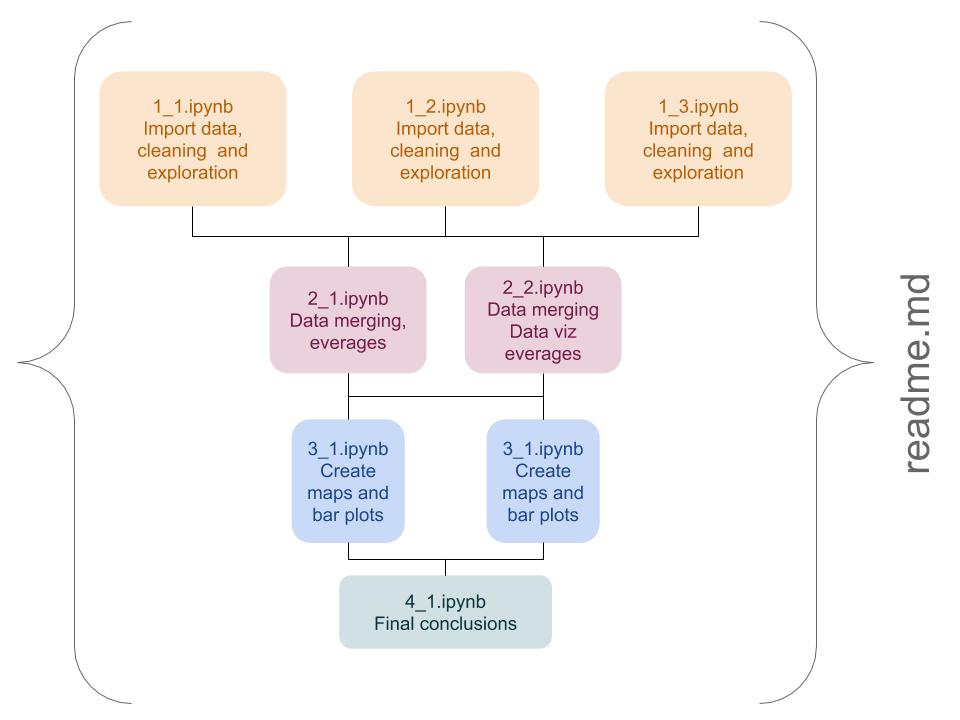 1_1.ipynb
Import data,
cleaning and
exploration
1_2.ipynb
Import data,
cleaning and
exploration
1_3.ipynb
Import data,
cleaning and
exploration
2_1.ipynb
Data merging,
everages
2_2.ipynb
Data merging
Data viz
everages
3_1.ipynb
Create
maps and
bar plots
3_1.ipynb
Create
maps and
bar plots
4_1.ipynb
Final conclusions
readme.md